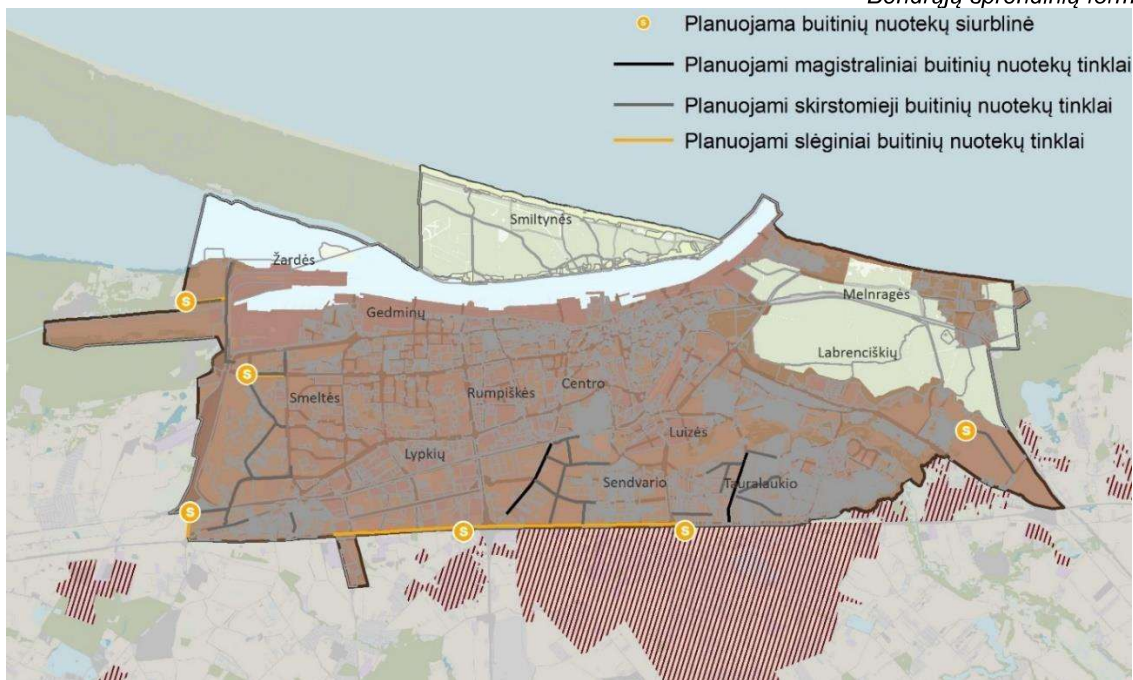 Planuojama buitinių nuotekų siurblinė
Planuojami magistraliniai buitinių nuotekų tinklai
Planuojami skirstomieji buitinių nuotekų tinklai
Planuojami slėginiai buitinių nuotekų tinklai
Smiltynės
Žardės
Melnragės
Gedminų
Labrenciškių
Centro
Smeltės
Rumpiškės
Luizės
Lypkių
Sendvario
Tauralaukio
S
S
S
S
S
S